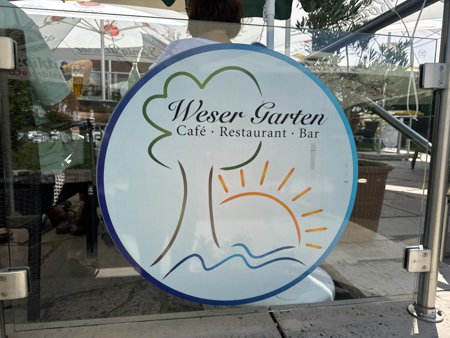 Weser Garten
Café · Restaurant · Bar